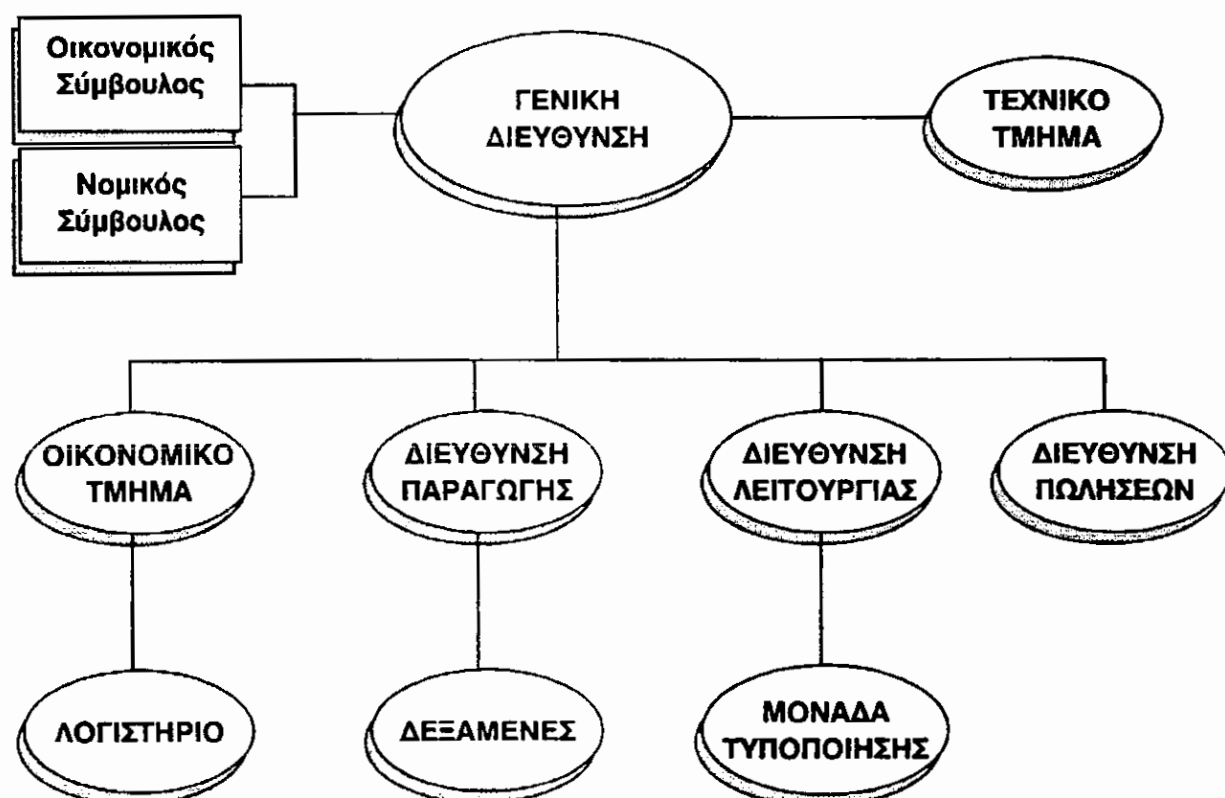 Οικονομικός
Σύμβουλος
Νομικός
Σύμβουλος
ΓΕΝΙΚΗ
ΔΙΕΥΘΥΝΣΗ
ΤΕΧΝΙΚΟ
ΤΜΗΜΑ
ΟΙΚΟΝΟΜΙΚΟ
ΤΜΗΜΑ
ΔΙΕΥΘΥΝΣΗ
ΠΑΡΑΓΩΓΗΣ
ΔΙΕΥΘΥΝΣΗ
ΛΕΙΤΟΥΡΓΙΑΣ
ΔΙΕΥΘΥΝΣΗ
ΠΩΛΗΣΕΩΝ
ΛΟΓΙΣΤΗΡΙΟ
ΔΕΞΑΜΕΝΕΣ
ΜΟΝΑΔΑ
ΤΥΠΟΠΟΙΗΣΗΣ